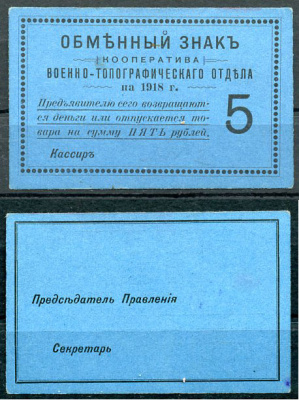 ОБМѢННЫЙ ЗНАКЪ
КООПЕРАТИВА
ВОЕННО-ТОПОГРАФИЧЕСКАГО ОТДѢЛА
на 1918 г.
Предъявителю сего возвращают-
ся деньги или отпускается то-
вара на сумму ПЯТЬ рублей,
5
Кассиръ
Предсѣдатель Правленія
Секретарь